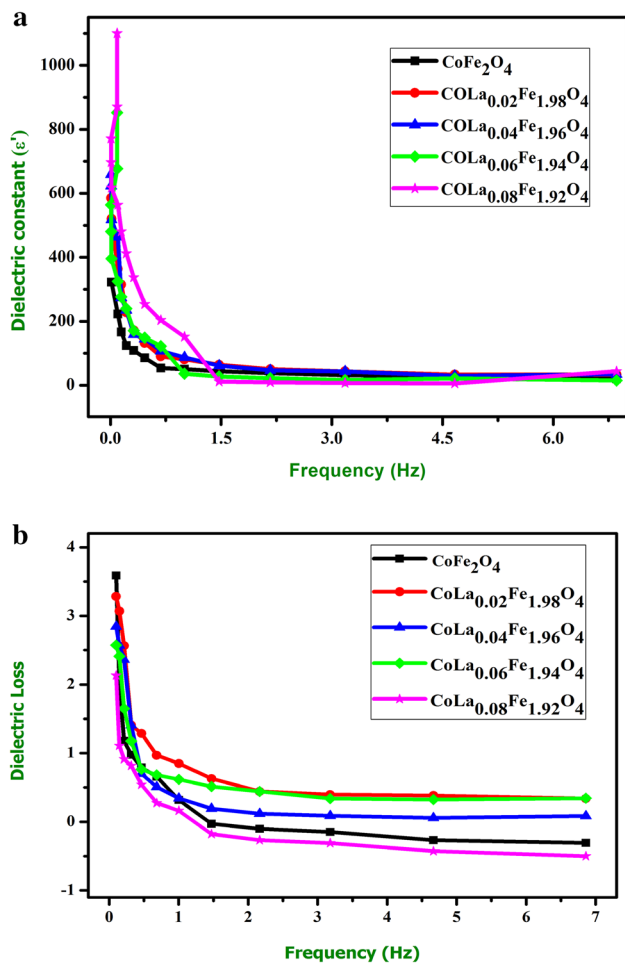 a
1000
800
600
400
200
0
Dielectric constant (ε')
CoFe2O4
COLa0.02Fe1.98O4
COLa0.04Fe1.96O4
COLa0.06Fe1.94O4
COLa0.08Fe1.92O4
0.0 1.5 3.0 4.5 6.0
Frequency (Hz)
b
4
3
2
1
0
-1
Dielectric Loss
CoFe2O4
CoLa0.02Fe1.98O4
CoLa0.04Fe1.96O4
CoLa0.06Fe1.94O4
CoLa0.08Fe1.92O4
0 1 2 3 4 5 6 7
Frequency (Hz)